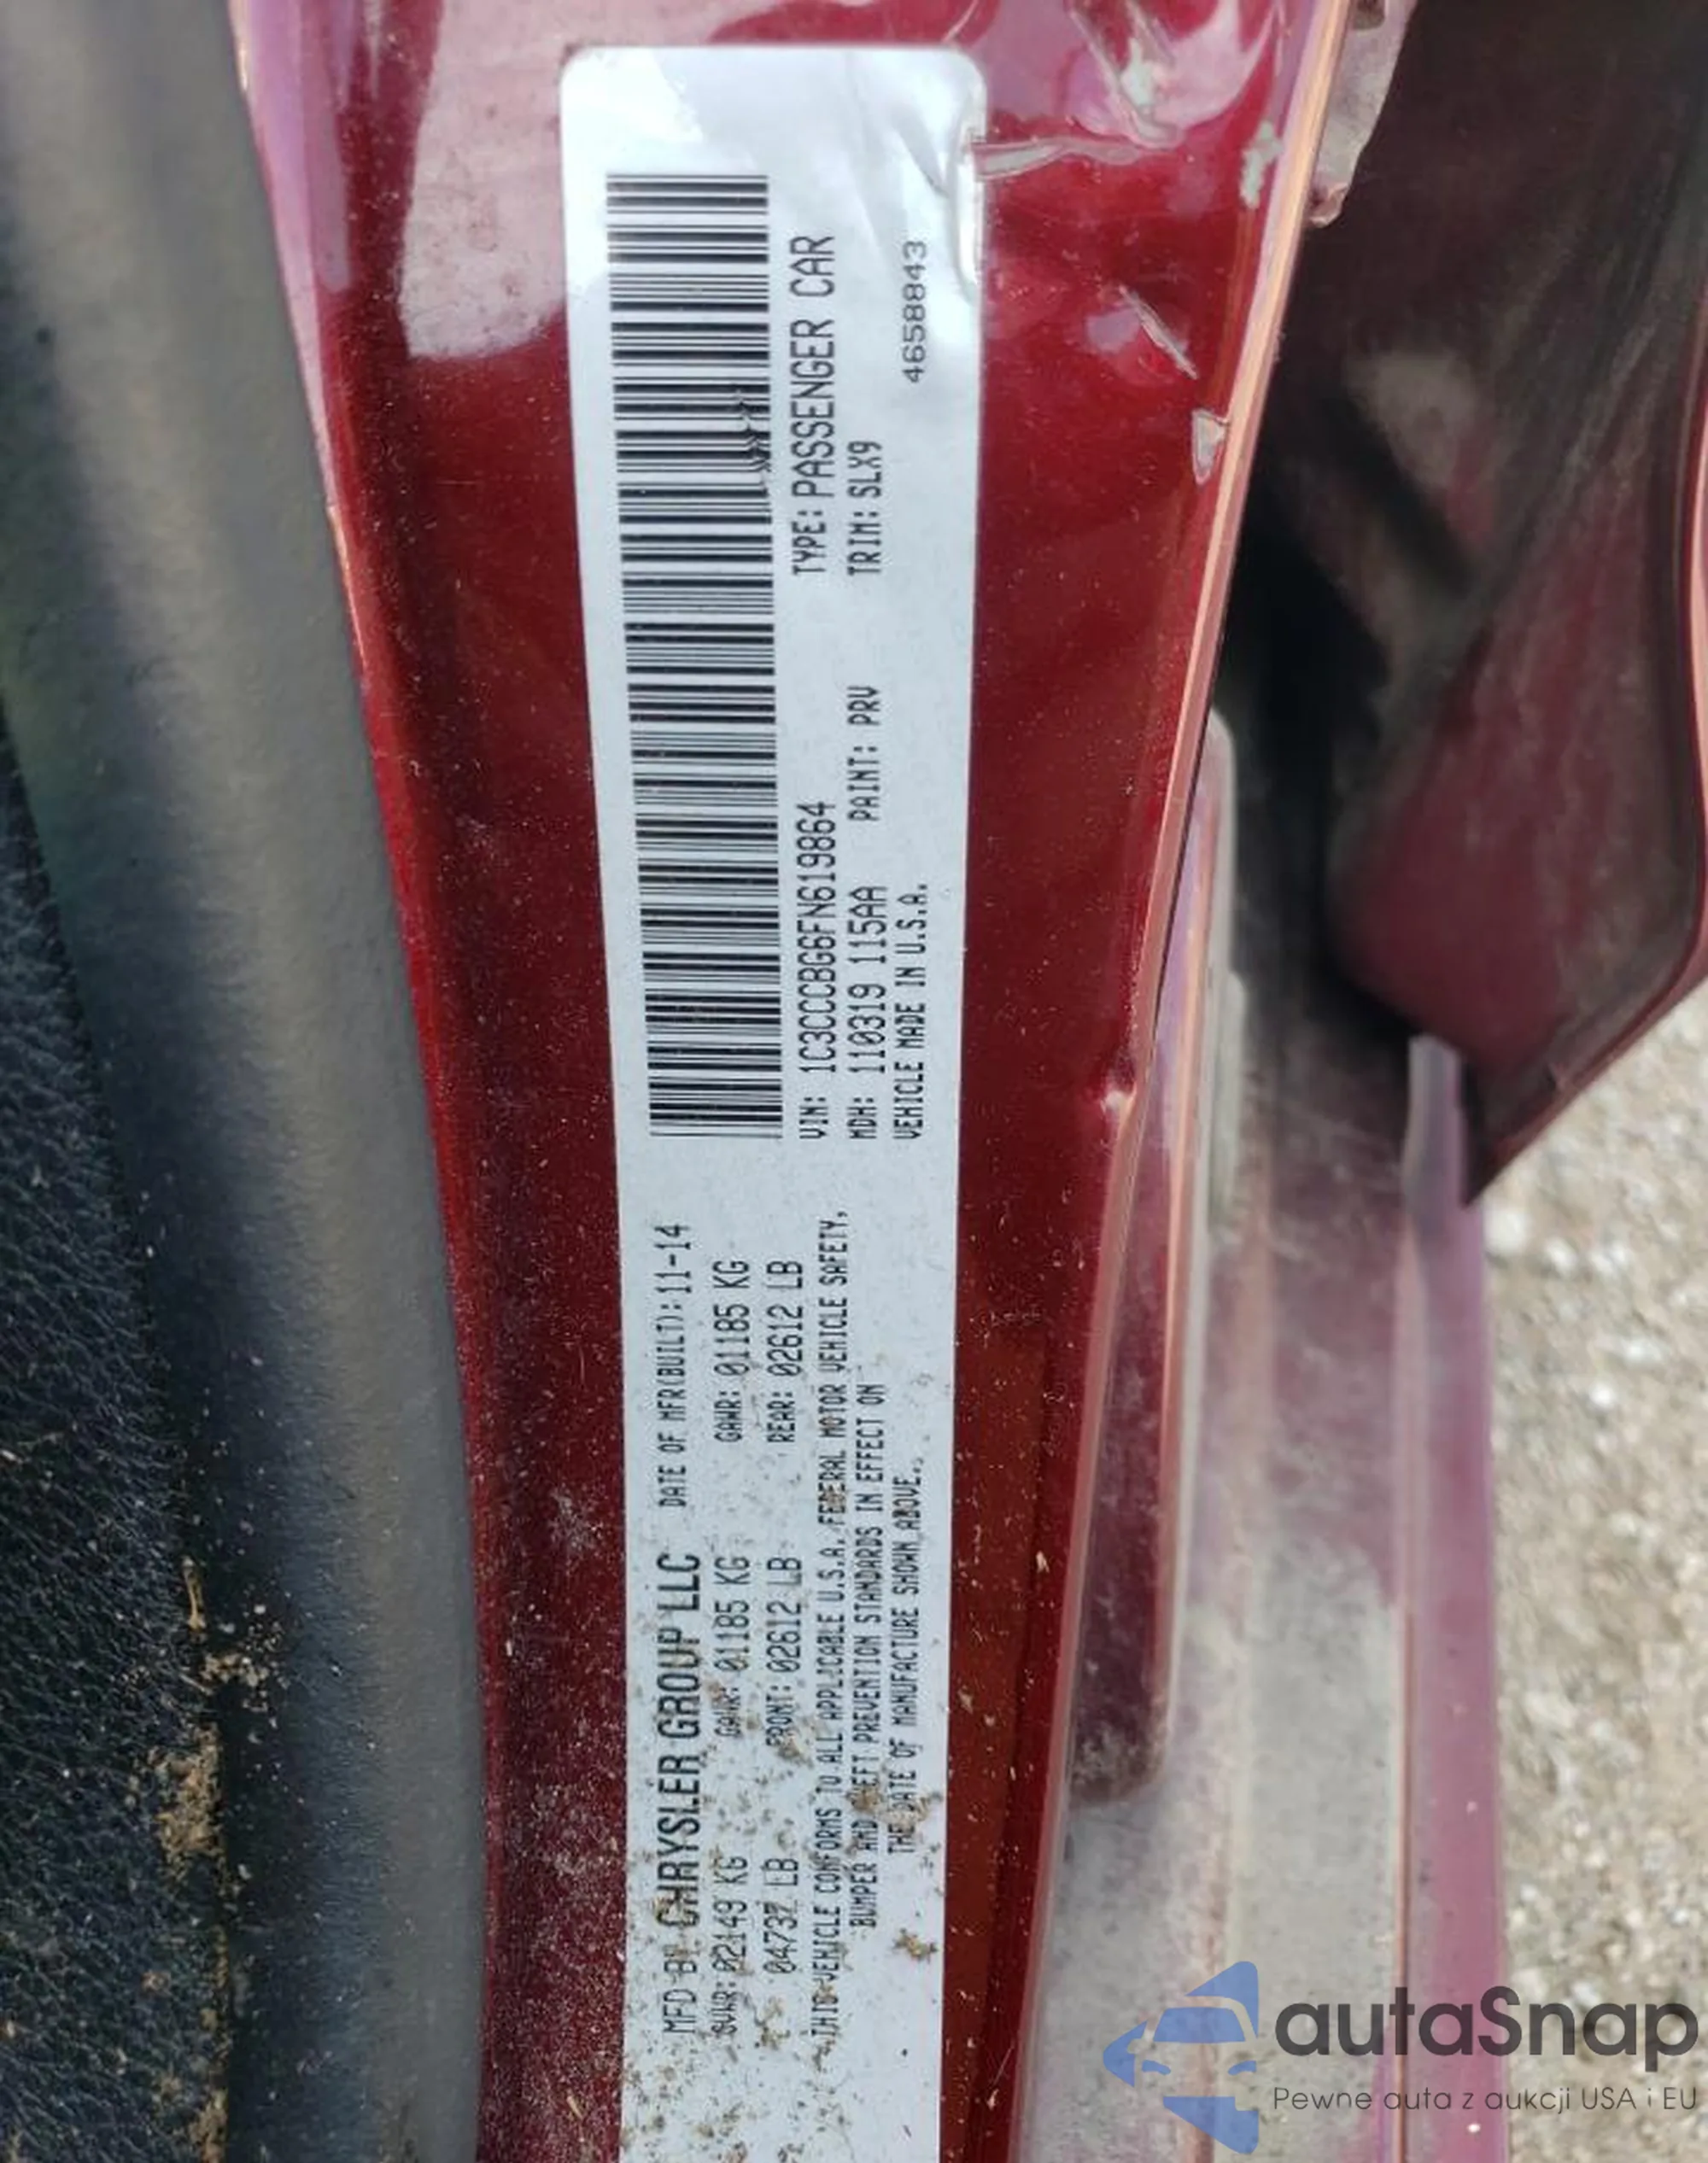 MFD BY CHRYSLER GROUP LLC DATE OF MFR(BUILT):11-14
GVWR:02149 KG GAWR: 01185 KG GAWR: 01185 KG
04737 LB FRONT: 02612 LB REAR: 02612 LB
THIS VEHICLE CONFORMS TO ALL APPLICABLE U.S.A. FEDERAL MOTOR VEHICLE SAFETY,
BUMPER AND THEFT PREVENTION STANDARDS IN EFFECT ON
THE DATE OF MANUFACTURE SHOWN ABOVE.
VIN: 1C3CCCBG6FN619864 TYPE: PASSENGER CAR
MDH: 110319 115AA PAINT: PRV TRIM: SLX9
VEHICLE MADE IN U.S.A. 4658843
autaSnap
Pewne auta z aukcji USA i EU